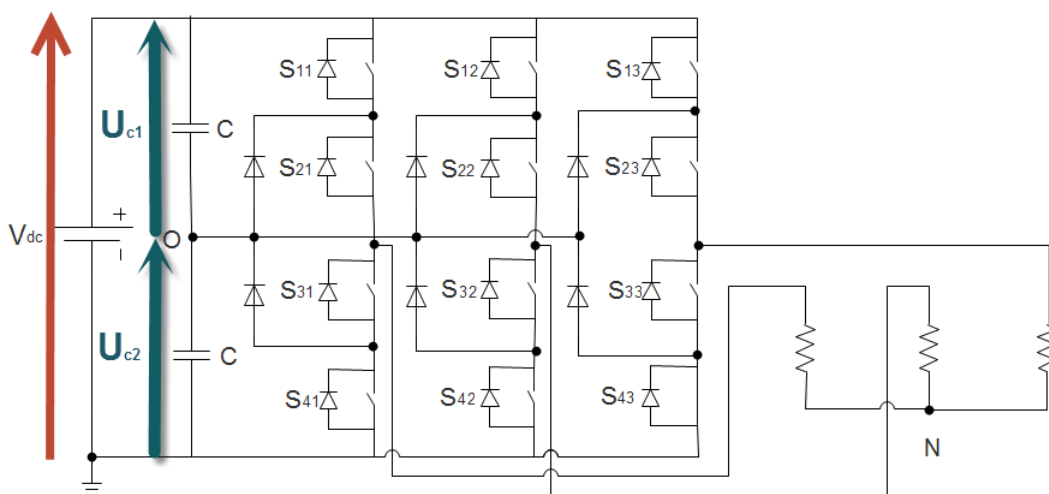 S11 S12 S13
Uc1 C
S21 S22 S23
Vdc + O
−
S31 S32 S33
Uc2 C
S41 S42 S43
N